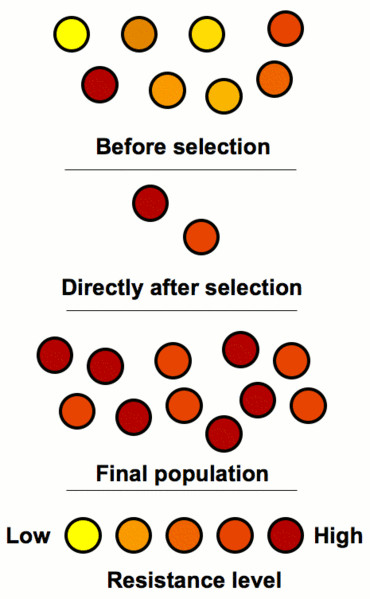 Before selection
Directly after selection
Final population
Low High
Resistance level